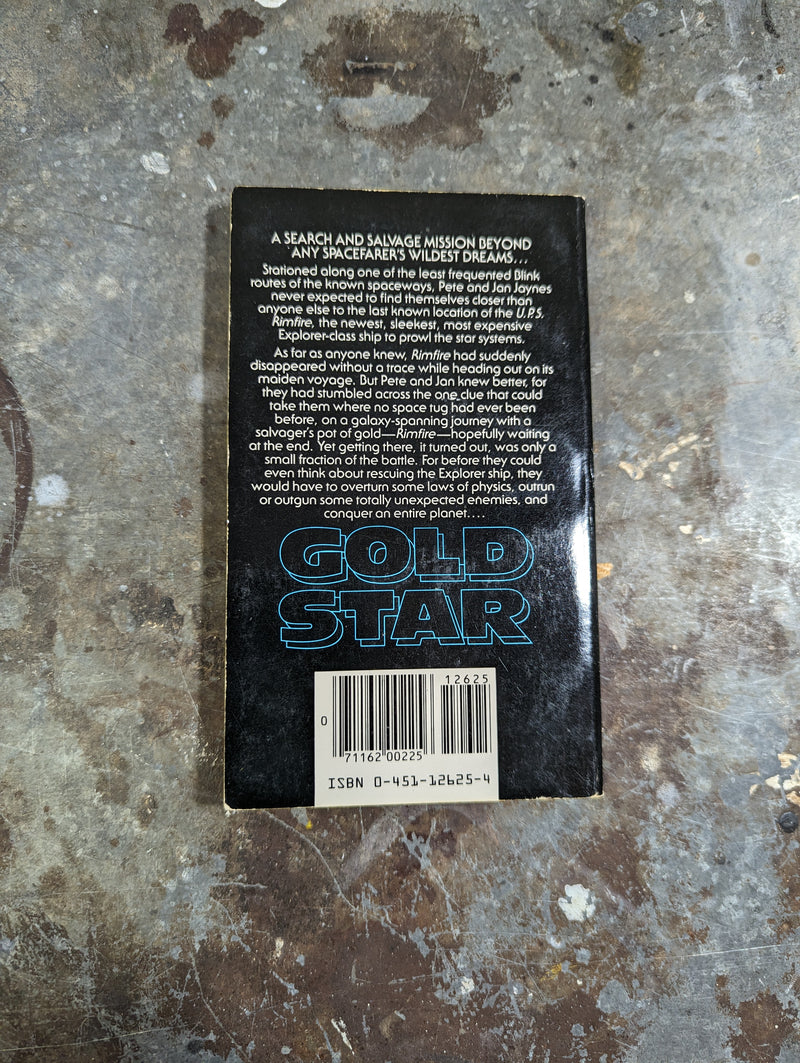 A SEARCH AND SALVAGE MISSION BEYOND
ANY SPACEFARER'S WILDEST DREAMS...
Stationed along one of the least frequented Blink
routes of the known spaceways, Pete and Jan Jaynes
never expected to find themselves closer than
anyone else to the last known location of the U.P.S.
Rimfire, the newest, sleekest, most expensive
Explorer-class ship to prowl the star systems.
As far as anyone knew, Rimfire had suddenly
disappeared without a trace while heading out on its
maiden voyage. But Pete and Jan knew better, for
they had stumbled across the one clue that could
take them where no space tug had ever been
before, on a galaxy-spanning journey with a
salvager's pot of gold—Rimfire—hopefully waiting
at the end. Yet getting there, it turned out, was only a
small fraction of the battle. For before they could
even think about rescuing the Explorer ship, they
would have to overturn some laws of physics, outrun
or outgun some totally unexpected enemies, and
conquer an entire planet....
GOLD
STAR
12625
0
71162 00225
ISBN 0-451-12625-4